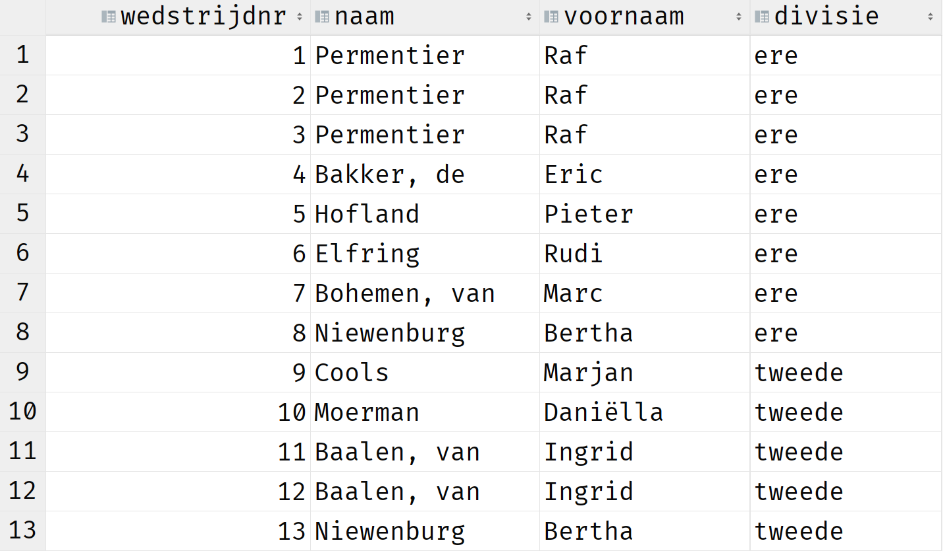 wedstrijdnr naam voornaam divisie
1 1 Permentier Raf ere
2 2 Permentier Raf ere
3 3 Permentier Raf ere
4 4 Bakker, de Eric ere
5 5 Hofland Pieter ere
6 6 Elfring Rudi ere
7 7 Bohemen, van Marc ere
8 8 Niewenburg Bertha ere
9 9 Cools Marjan tweede
10 10 Moerman Daniëlla tweede
11 11 Baalen, van Ingrid tweede
12 12 Baalen, van Ingrid tweede
13 13 Niewenburg Bertha tweede